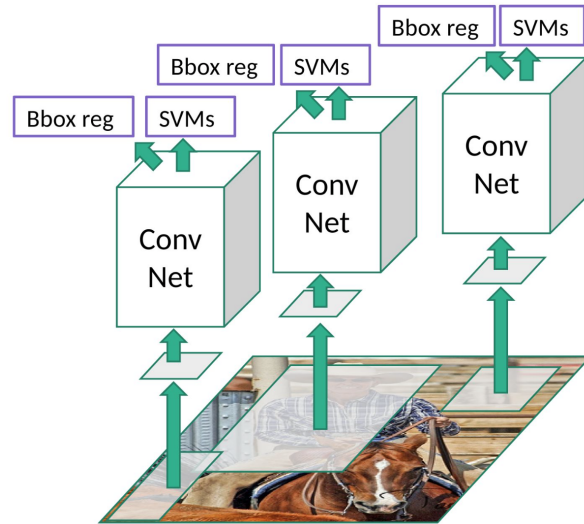 Bbox reg
SVMs
Bbox reg
SVMs
Bbox reg
SVMs
Conv
Net
Conv
Net
Conv
Net